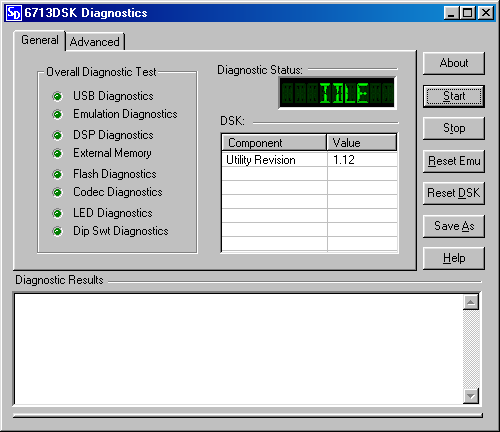 SD 6713DSK Diagnostics
General Advanced
Overall Diagnostic Test
USB Diagnostics
Emulation Diagnostics
DSP Diagnostics
External Memory
Flash Diagnostics
Codec Diagnostics
LED Diagnostics
Dip Swt Diagnostics
Diagnostic Status:
IDLE
DSK:
Component Value
Utility Revision 1.12
About
Start
Stop
Reset Emu
Reset DSK
Save As
Help
Diagnostic Results